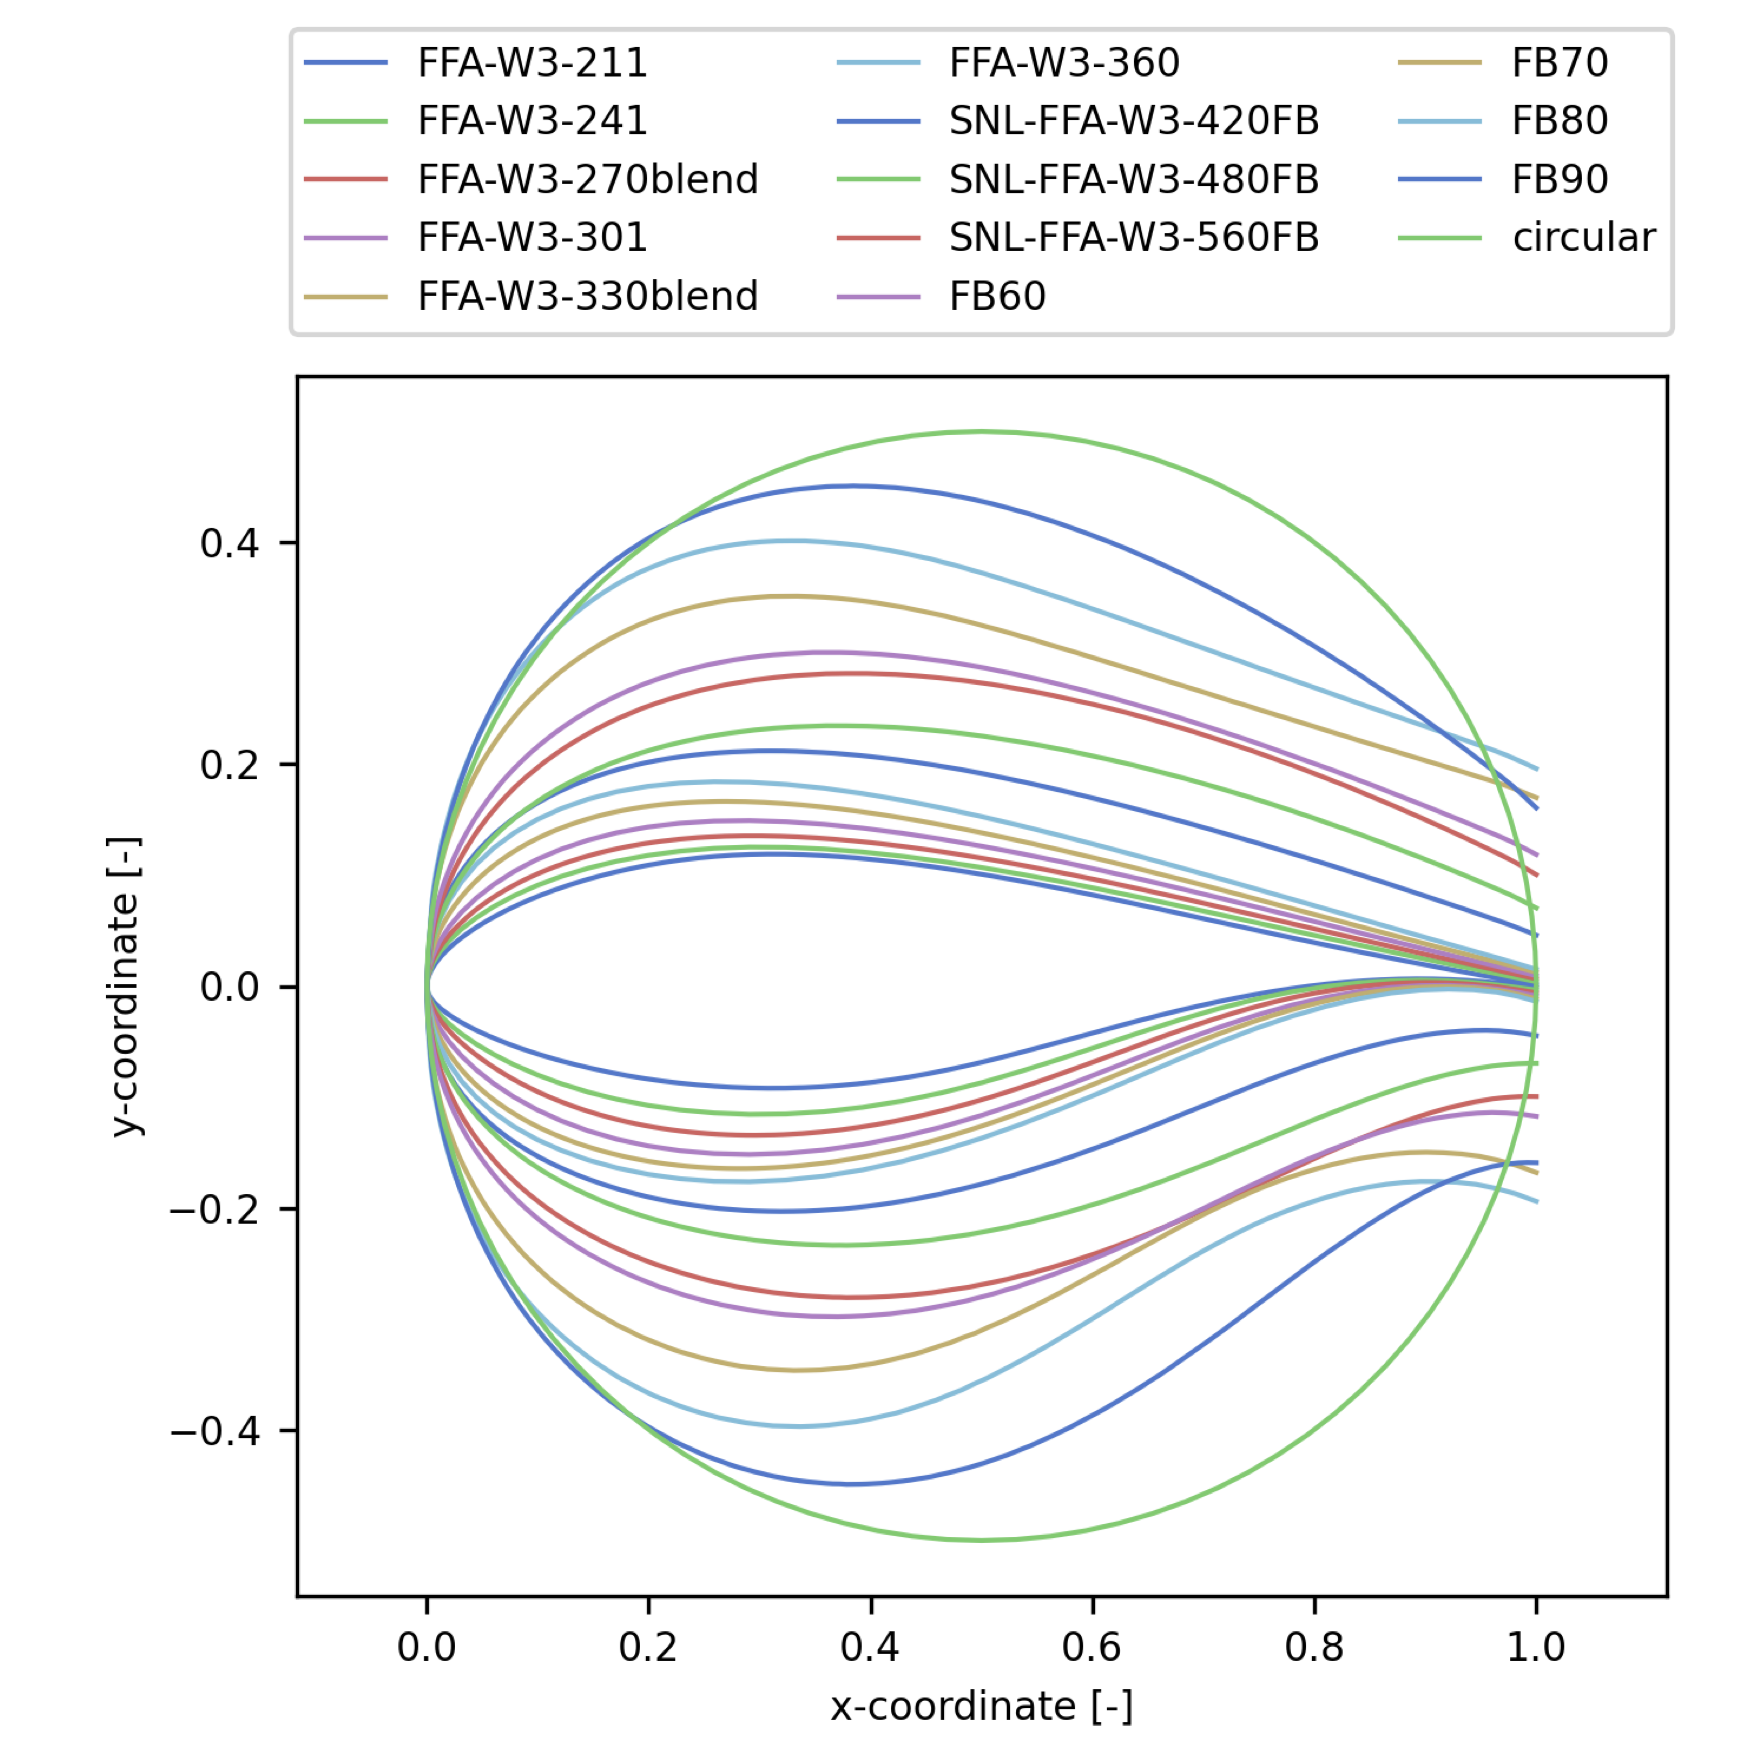 FFA-W3-211
FFA-W3-241
FFA-W3-270blend
FFA-W3-301
FFA-W3-330blend
FFA-W3-360
SNL-FFA-W3-420FB
SNL-FFA-W3-480FB
SNL-FFA-W3-560FB
FB60
FB70
FB80
FB90
circular
y-coordinate [-]
0.4
0.2
0.0
−0.2
−0.4
0.0 0.2 0.4 0.6 0.8 1.0
x-coordinate [-]